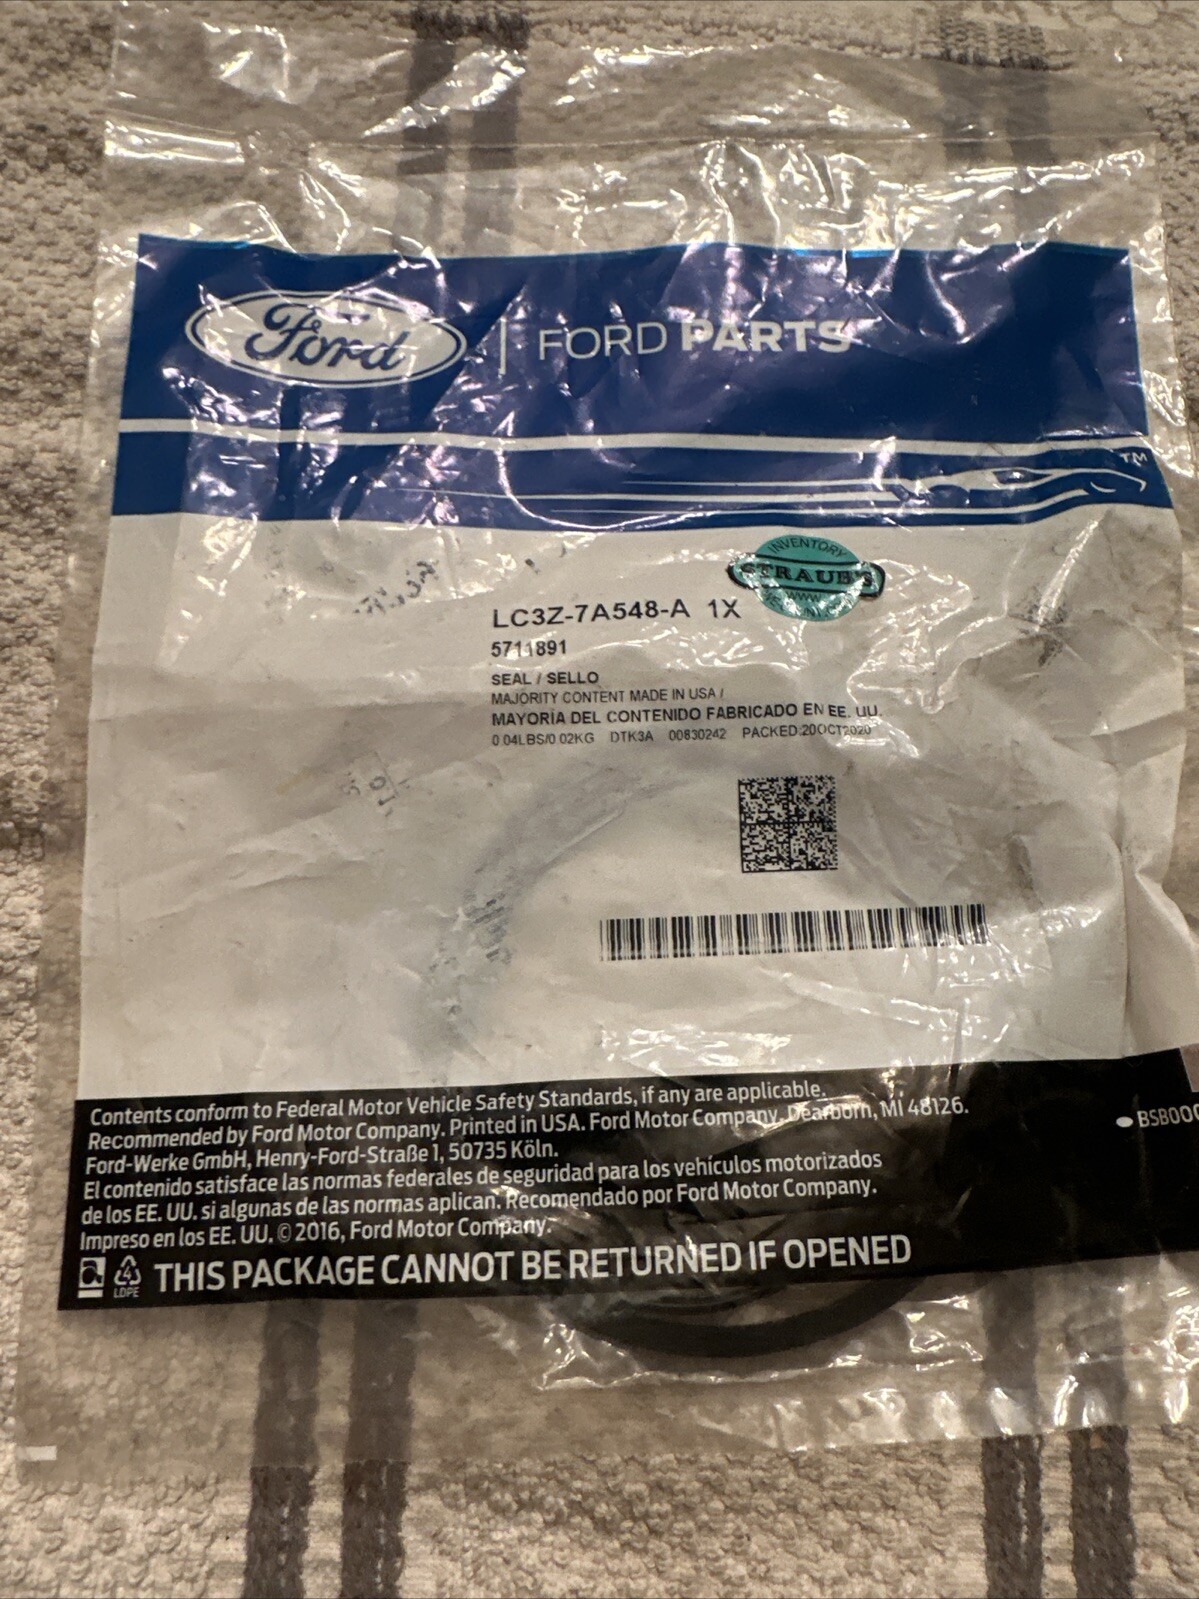 Ford
FORD PARTS
TM
INVENTORY
STRAUB'S
WWW
LC3Z-7A548-A 1X
5711891
SEAL / SELLO
MAJORITY CONTENT MADE IN USA /
MAYORÍA DEL CONTENIDO FABRICADO EN EE. UU.
0.04LBS/0.02KG DTK3A 00830242 PACKED:20OCT2020
Contents conform to Federal Motor Vehicle Safety Standards, if any are applicable.
Recommended by Ford Motor Company. Printed in USA. Ford Motor Company, Dearborn, MI 48126.
Ford-Werke GmbH, Henry-Ford-Straße 1, 50735 Köln.
El contenido satisface las normas federales de seguridad para los vehículos motorizados
de los EE. UU. si algunas de las normas aplican. Recomendado por Ford Motor Company.
Impreso en los EE. UU. © 2016, Ford Motor Company.
4
LDPE
THIS PACKAGE CANNOT BE RETURNED IF OPENED